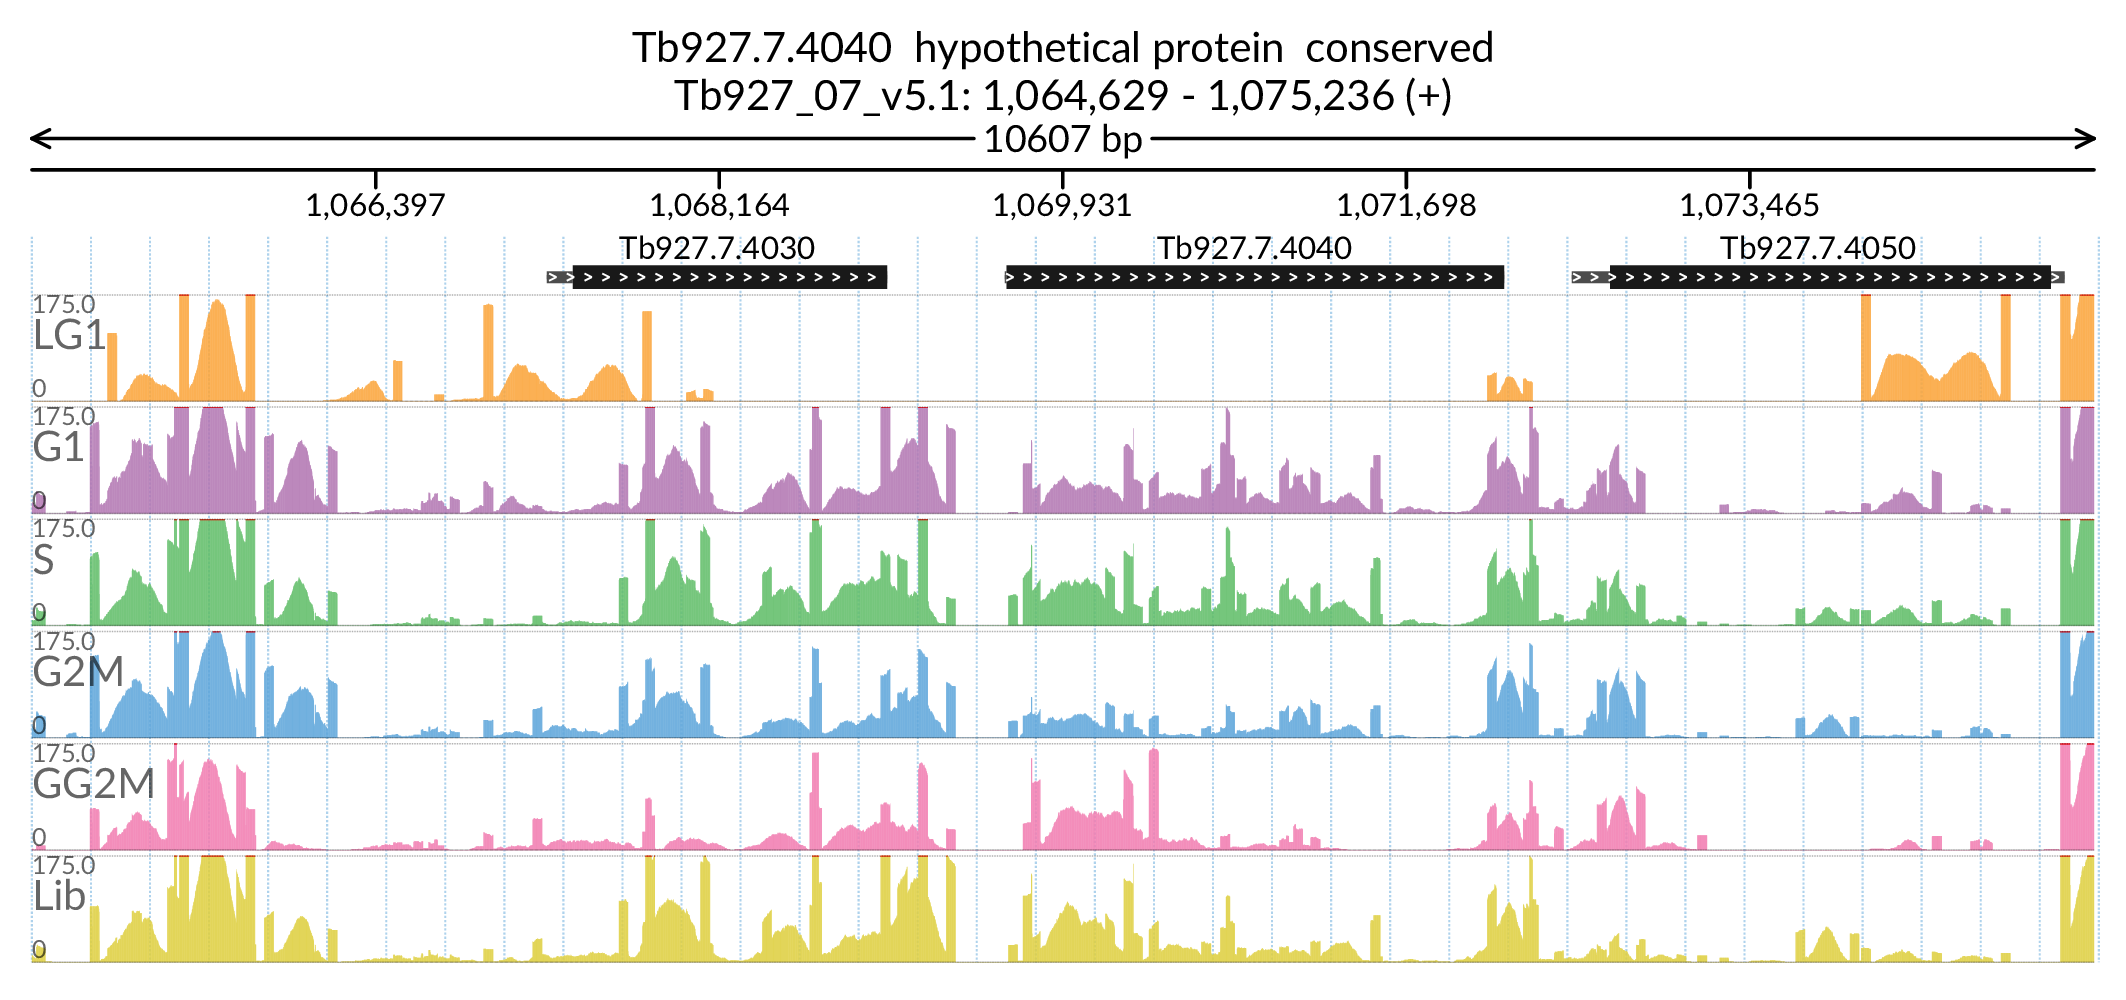 Tb927.7.4040  hypothetical protein  conserved
Tb927_07_v5.1: 1,064,629 - 1,075,236 (+)
10607 bp
1,066,397 1,068,164 1,069,931 1,071,698 1,073,465
Tb927.7.4030 Tb927.7.4040 Tb927.7.4050
175.0
LG1
0
175.0
G1
0
175.0
S
0
175.0
G2M
0
175.0
GG2M
0
175.0
Lib
0